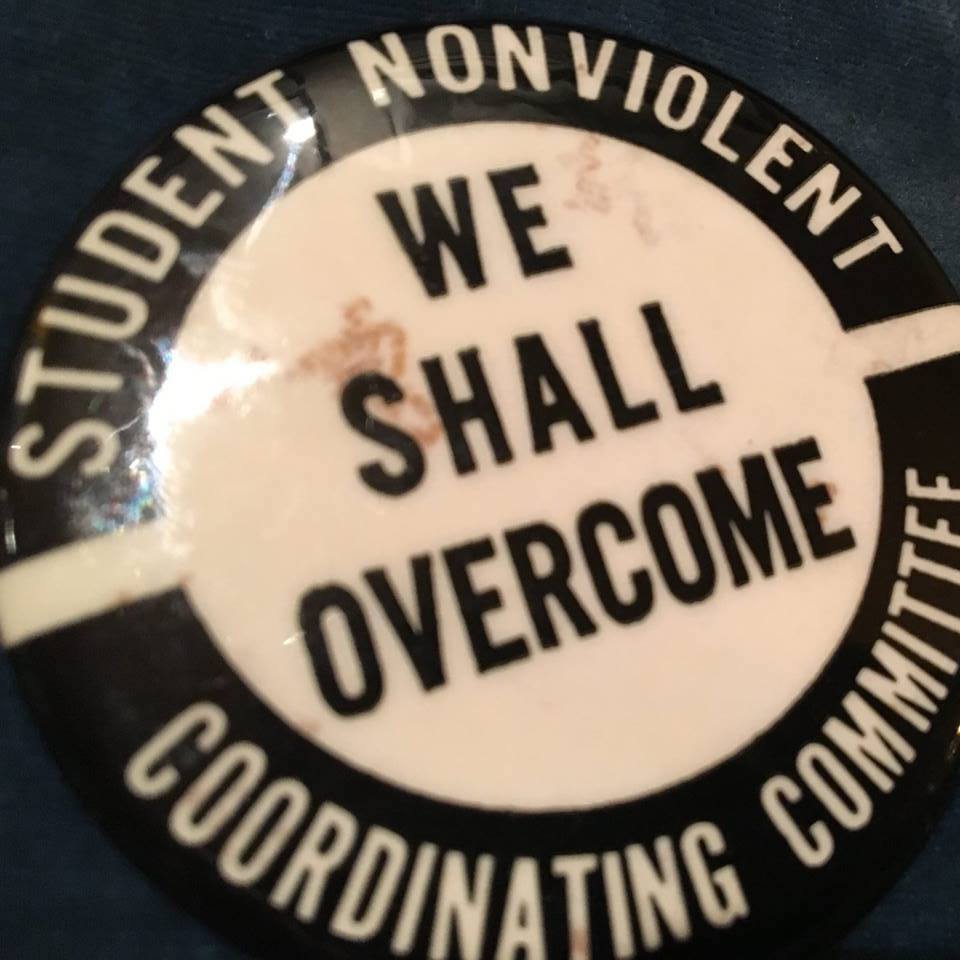 STUDENT NONVIOLENT
WE
SHALL
OVERCOME
COORDINATING COMMITTEE